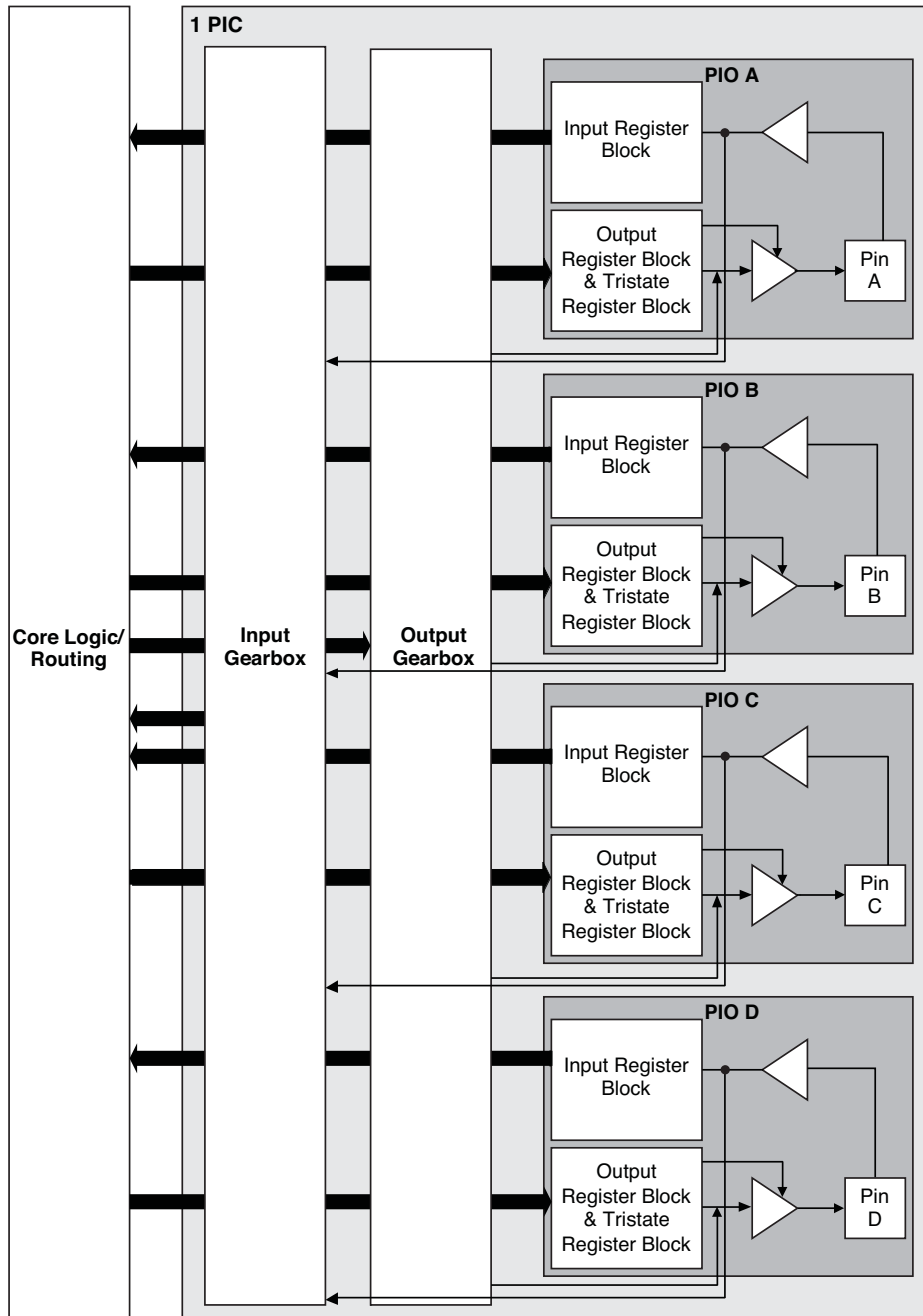 1 PIC
PIO A
Input Register
Block
Output
Register Block
& Tristate
Register Block
Pin
A
PIO B
Input Register
Block
Output
Register Block
& Tristate
Register Block
Pin
B
Core Logic/
Routing
Input
Gearbox
Output
Gearbox
PIO C
Input Register
Block
Output
Register Block
& Tristate
Register Block
Pin
C
PIO D
Input Register
Block
Output
Register Block
& Tristate
Register Block
Pin
D